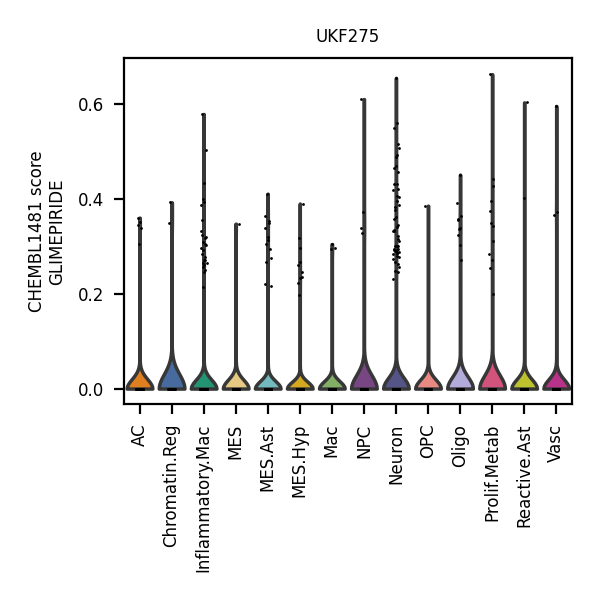 UKF275
CHEMBL1481 score
GLIMEPIRIDE
0.6
0.4
0.2
0.0
AC
Chromatin.Reg
Inflammatory.Mac
MES
MES.Ast
MES.Hyp
Mac
NPC
Neuron
OPC
Oligo
Prolif.Metab
Reactive.Ast
Vasc